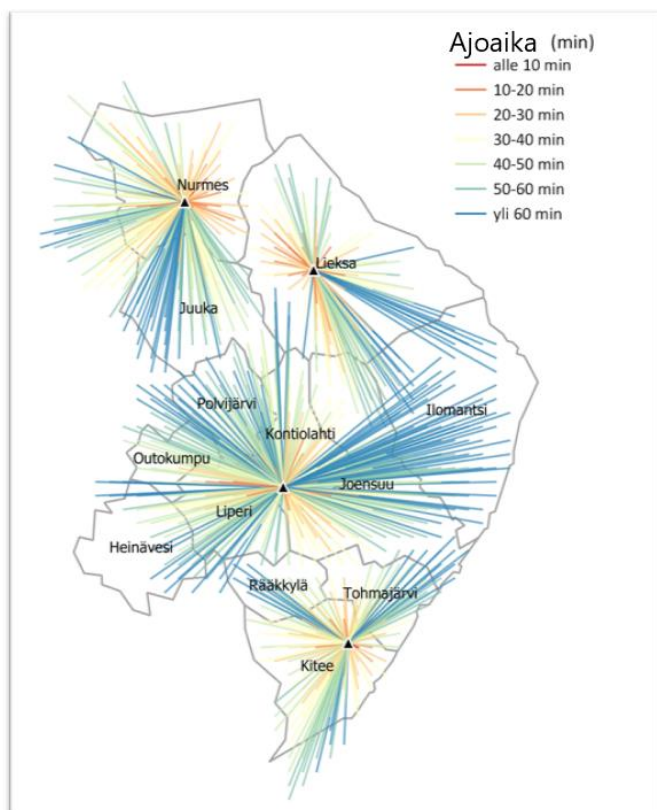 Ajoaika (min)
alle 10 min
10-20 min
20-30 min
30-40 min
40-50 min
50-60 min
yli 60 min
Nurmes
Lieksa
Juuka
Polvijärvi
Ilomantsi
Kontiolahti
Outokumpu
Joensuu
Liperi
Heinävesi
Rääkkylä
Tohmajärvi
Kitee